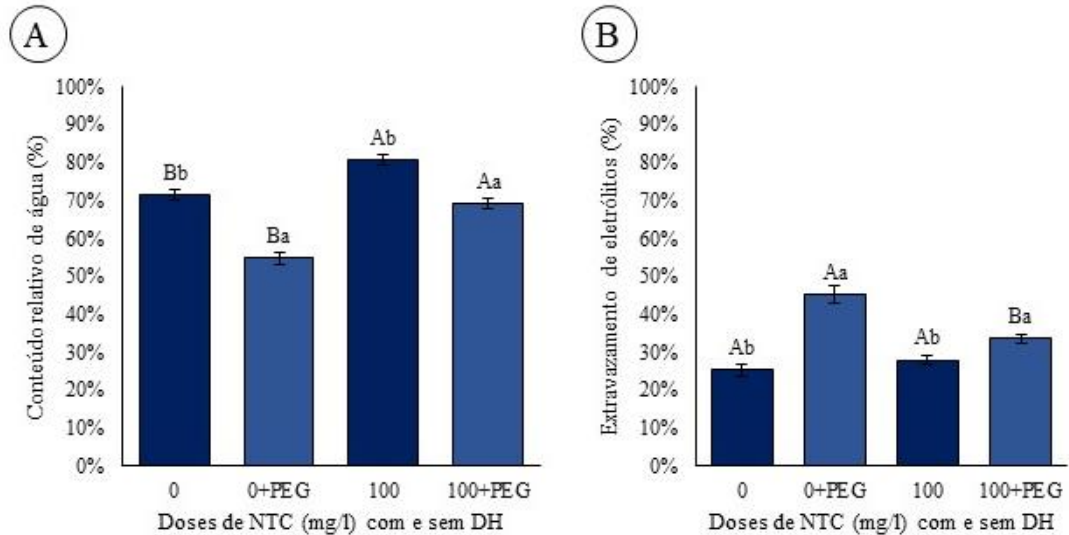 A
100%
90%
80%
70%
60%
50%
40%
30%
20%
10%
0%
Conteúdo relativo de água (%)
Bb
Ba
Ab
Aa
0
0+PEG
100
100+PEG
Doses de NTC (mg/l) com e sem DH
B
100%
90%
80%
70%
60%
50%
40%
30%
20%
10%
0%
Extravazamento de eletrólitos (%)
Ab
Aa
Ab
Ba
0
0+PEG
100
100+PEG
Doses de NTC (mg/l) com e sem DH